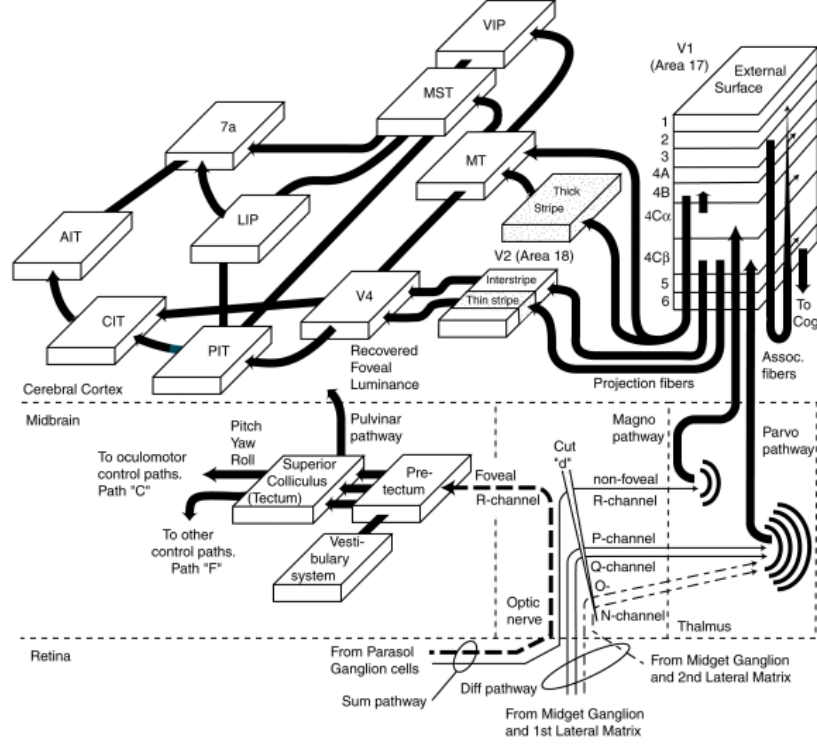 VIP
V1
(Area 17)
External
Surface
MST
7a
MT
1
2
3
4A
4B
4Cα
4Cβ
5
6
Thick
Stripe
LIP
AIT
V2 (Area 18)
Interstripe
Thin stripe
V4
CIT
PIT
To
Cog
Recovered
Foveal
Luminance
Assoc.
fibers
Projection fibers
Cerebral Cortex
Midbrain
Pitch
Yaw
Roll
Pulvinar
pathway
Magno
pathway
Parvo
pathway
Cut
"d"
To oculomotor
control paths.
Path "C"
Superior
Colliculus
(Tectum)
Pre-
tectum
Foveal
R-channel
non-foveal
R-channel
To other
control paths.
Path "F"
Vesti-
bulary
system
P-channel
Q-channel
O-
N-channel
Optic
nerve
Thalmus
Retina
From Parasol
Ganglion cells
Sum pathway
Diff pathway
From Midget Ganglion
and 2nd Lateral Matrix
From Midget Ganglion
and 1st Lateral Matrix